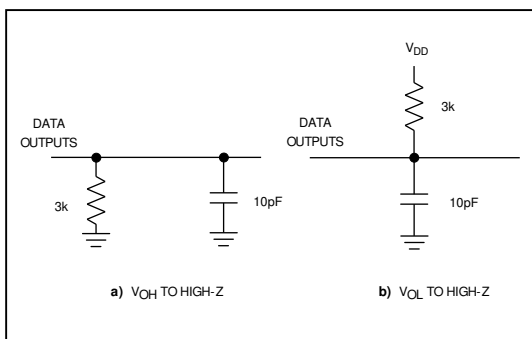 DATA
OUTPUTS
3k
10pF
a) VOH TO HIGH-Z
VDD
3k
DATA
OUTPUTS
10pF
b) VOL TO HIGH-Z